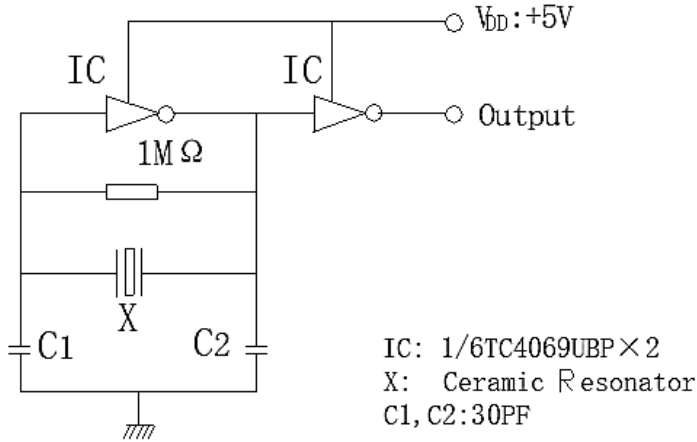 VDD:+5V
IC
IC
Output
1MΩ
X
C1
C2
IC: 1/6TC4069UBP×2
X: Ceramic Resonator
C1,C2:30PF